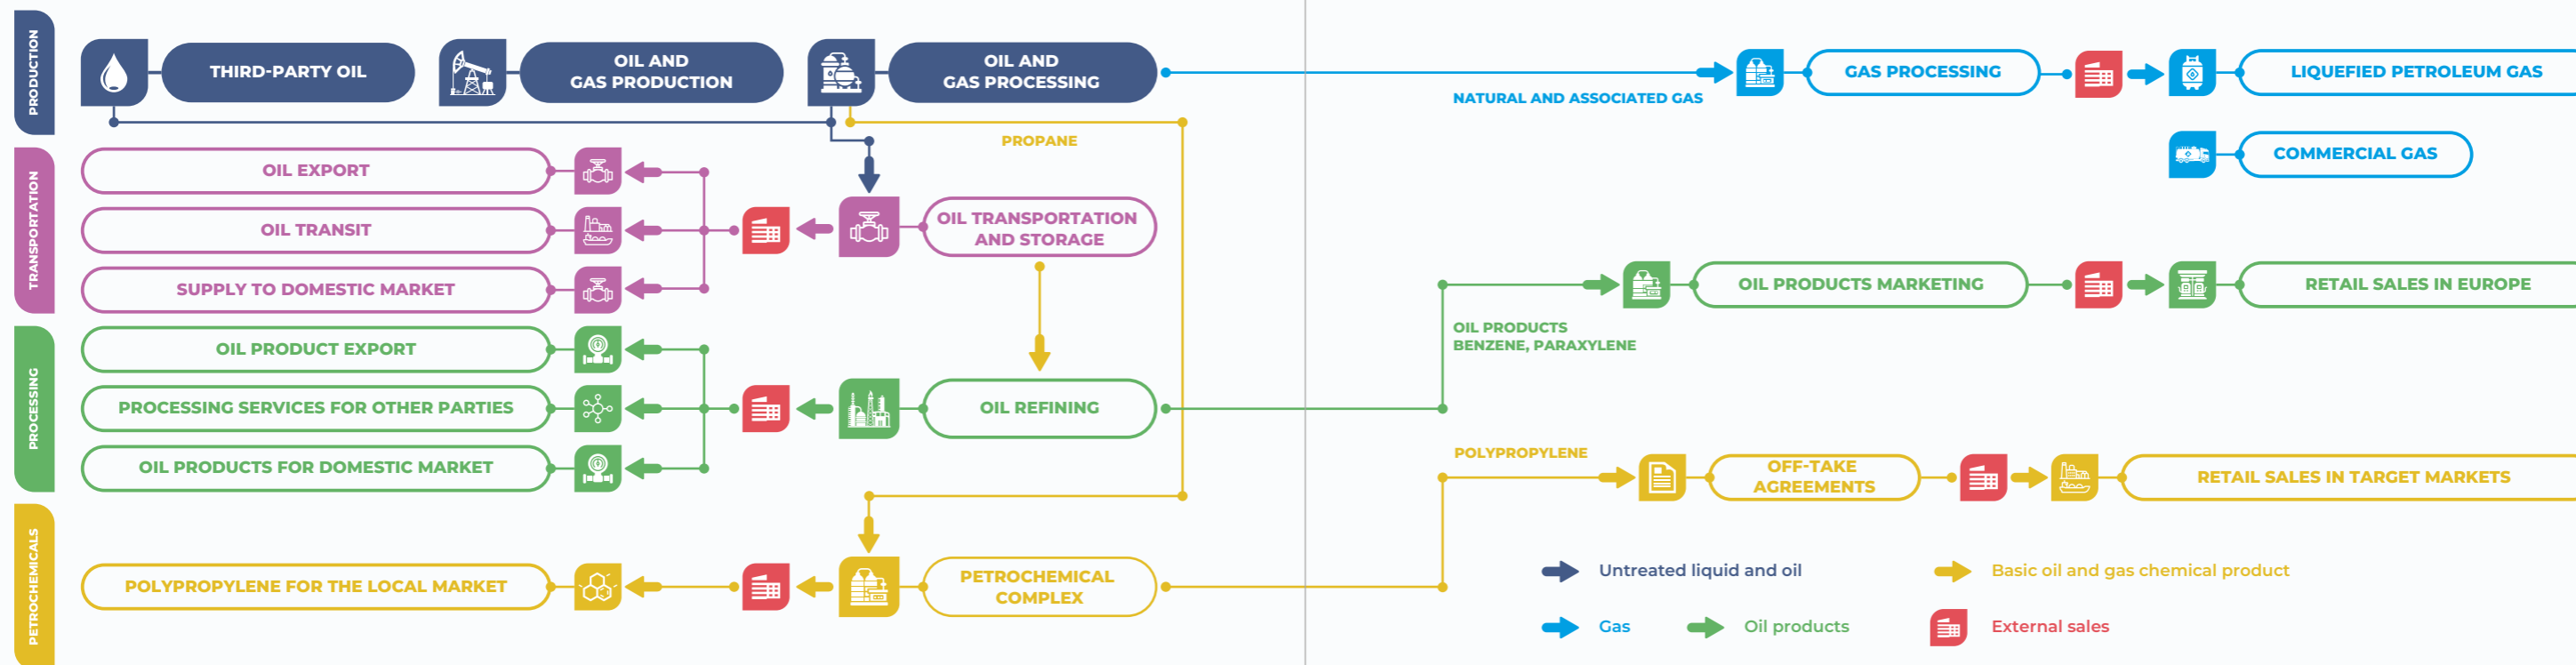 PRODUCTION
THIRD-PARTY OIL
OIL AND
GAS PRODUCTION
OIL AND
GAS PROCESSING
NATURAL AND ASSOCIATED GAS
GAS PROCESSING
LIQUEFIED PETROLEUM GAS
COMMERCIAL GAS
PROPANE
TRANSPORTATION
OIL EXPORT
OIL TRANSIT
SUPPLY TO DOMESTIC MARKET
OIL TRANSPORTATION
AND STORAGE
OIL PRODUCTS MARKETING
RETAIL SALES IN EUROPE
OIL PRODUCTS
BENZENE, PARAXYLENE
PROCESSING
OIL PRODUCT EXPORT
PROCESSING SERVICES FOR OTHER PARTIES
OIL PRODUCTS FOR DOMESTIC MARKET
OIL REFINING
POLYPROPYLENE
OFF-TAKE
AGREEMENTS
RETAIL SALES IN TARGET MARKETS
PETROCHEMICALS
POLYPROPYLENE FOR THE LOCAL MARKET
PETROCHEMICAL
COMPLEX
Untreated liquid and oil
Basic oil and gas chemical product
Gas
Oil products
External sales